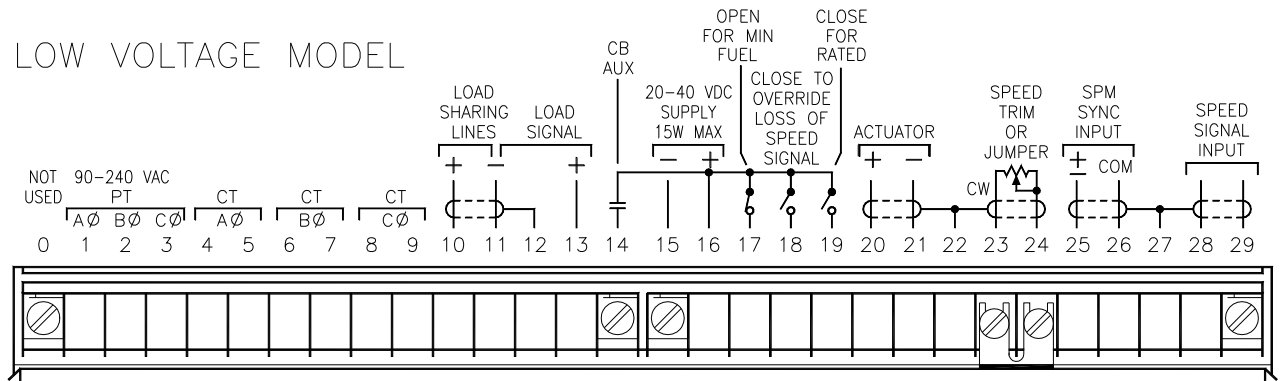 LOW VOLTAGE MODEL
OPEN
FOR MIN
FUEL
CLOSE
FOR
RATED
CB
AUX
CLOSE TO
OVERRIDE
LOSS OF
SPEED
SIGNAL
LOAD
SHARING
LINES
LOAD
SIGNAL
20-40 VDC
SUPPLY
15W MAX
ACTUATOR
SPEED
TRIM
OR
JUMPER
SPM
SYNC
INPUT
SPEED
SIGNAL
INPUT
+ − + − + + − ± COM
NOT
USED
90-240 VAC
PT
CT CT CT
CW
AØ BØ CØ AØ BØ CØ
0 1 2 3 4 5 6 7 8 9 10 11 12 13 14 15 16 17 18 19 20 21 22 23 24 25 26 27 28 29